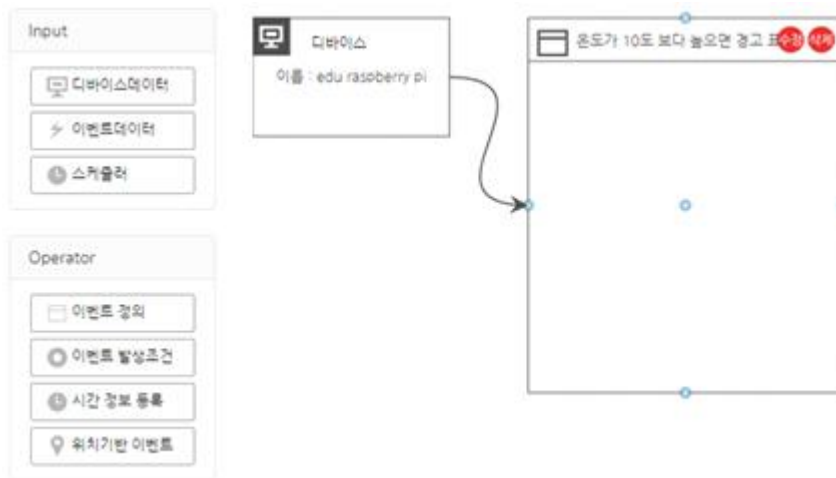 Input
디바이스데이터
이벤트데이터
스케줄러
Operator
이벤트 정의
이벤트 발생조건
시간 정보 등록
위치기반 이벤트
디바이스
이름 : edu raspberry pi
온도가 10도 보다 높으면 경고
수정
삭제